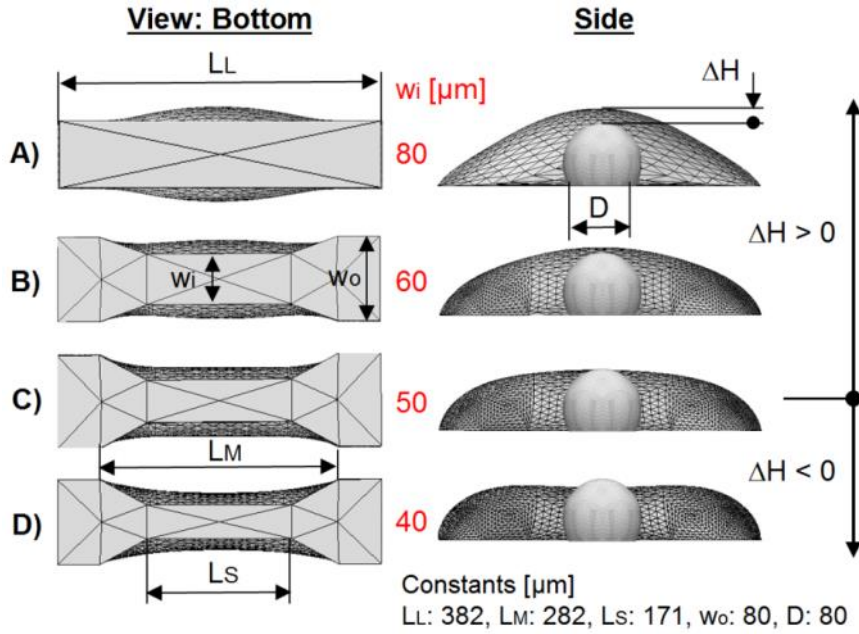 View: Bottom
Side
LL
wi [µm]
ΔH
A)
80
D
ΔH > 0
B)
wi
wo
60
C)
50
LM
ΔH < 0
D)
40
LS
Constants [µm]
LL: 382, LM: 282, LS: 171, wo: 80, D: 80